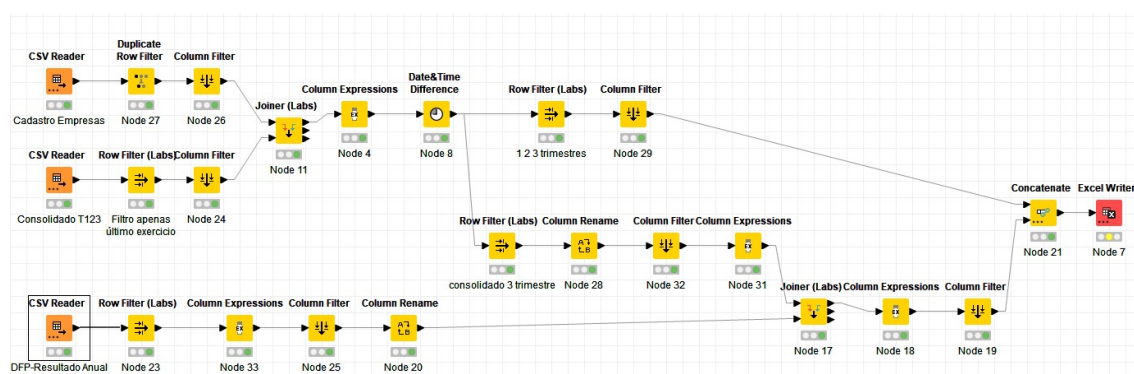 CSV Reader
Duplicate
Row Filter
Column Filter
Cadastro Empresas
Node 27
Node 26
Joiner (Labs)
Node 11
Column Expressions
EX
Node 4
Date&Time
Difference
Node 8
Row Filter (Labs)
1 2 3 trimestres
Column Filter
Node 29
CSV Reader
Row Filter (Labs)
Column Filter
Consolidado T123
Filtro apenas
último exercicio
Node 24
Concatenate
Node 21
Excel Writer
Node 7
Row Filter (Labs)
Column Rename
Column Filter
Column Expressions
consolidado 3 trimestre
Node 28
Node 32
EX
Node 31
CSV Reader
Row Filter (Labs)
Column Expressions
Column Filter
Column Rename
DFP-Resultado Anual
Node 23
EX
Node 33
Node 25
Node 20
Joiner (Labs)
Column Expressions
Column Filter
Node 17
EX
Node 18
Node 19